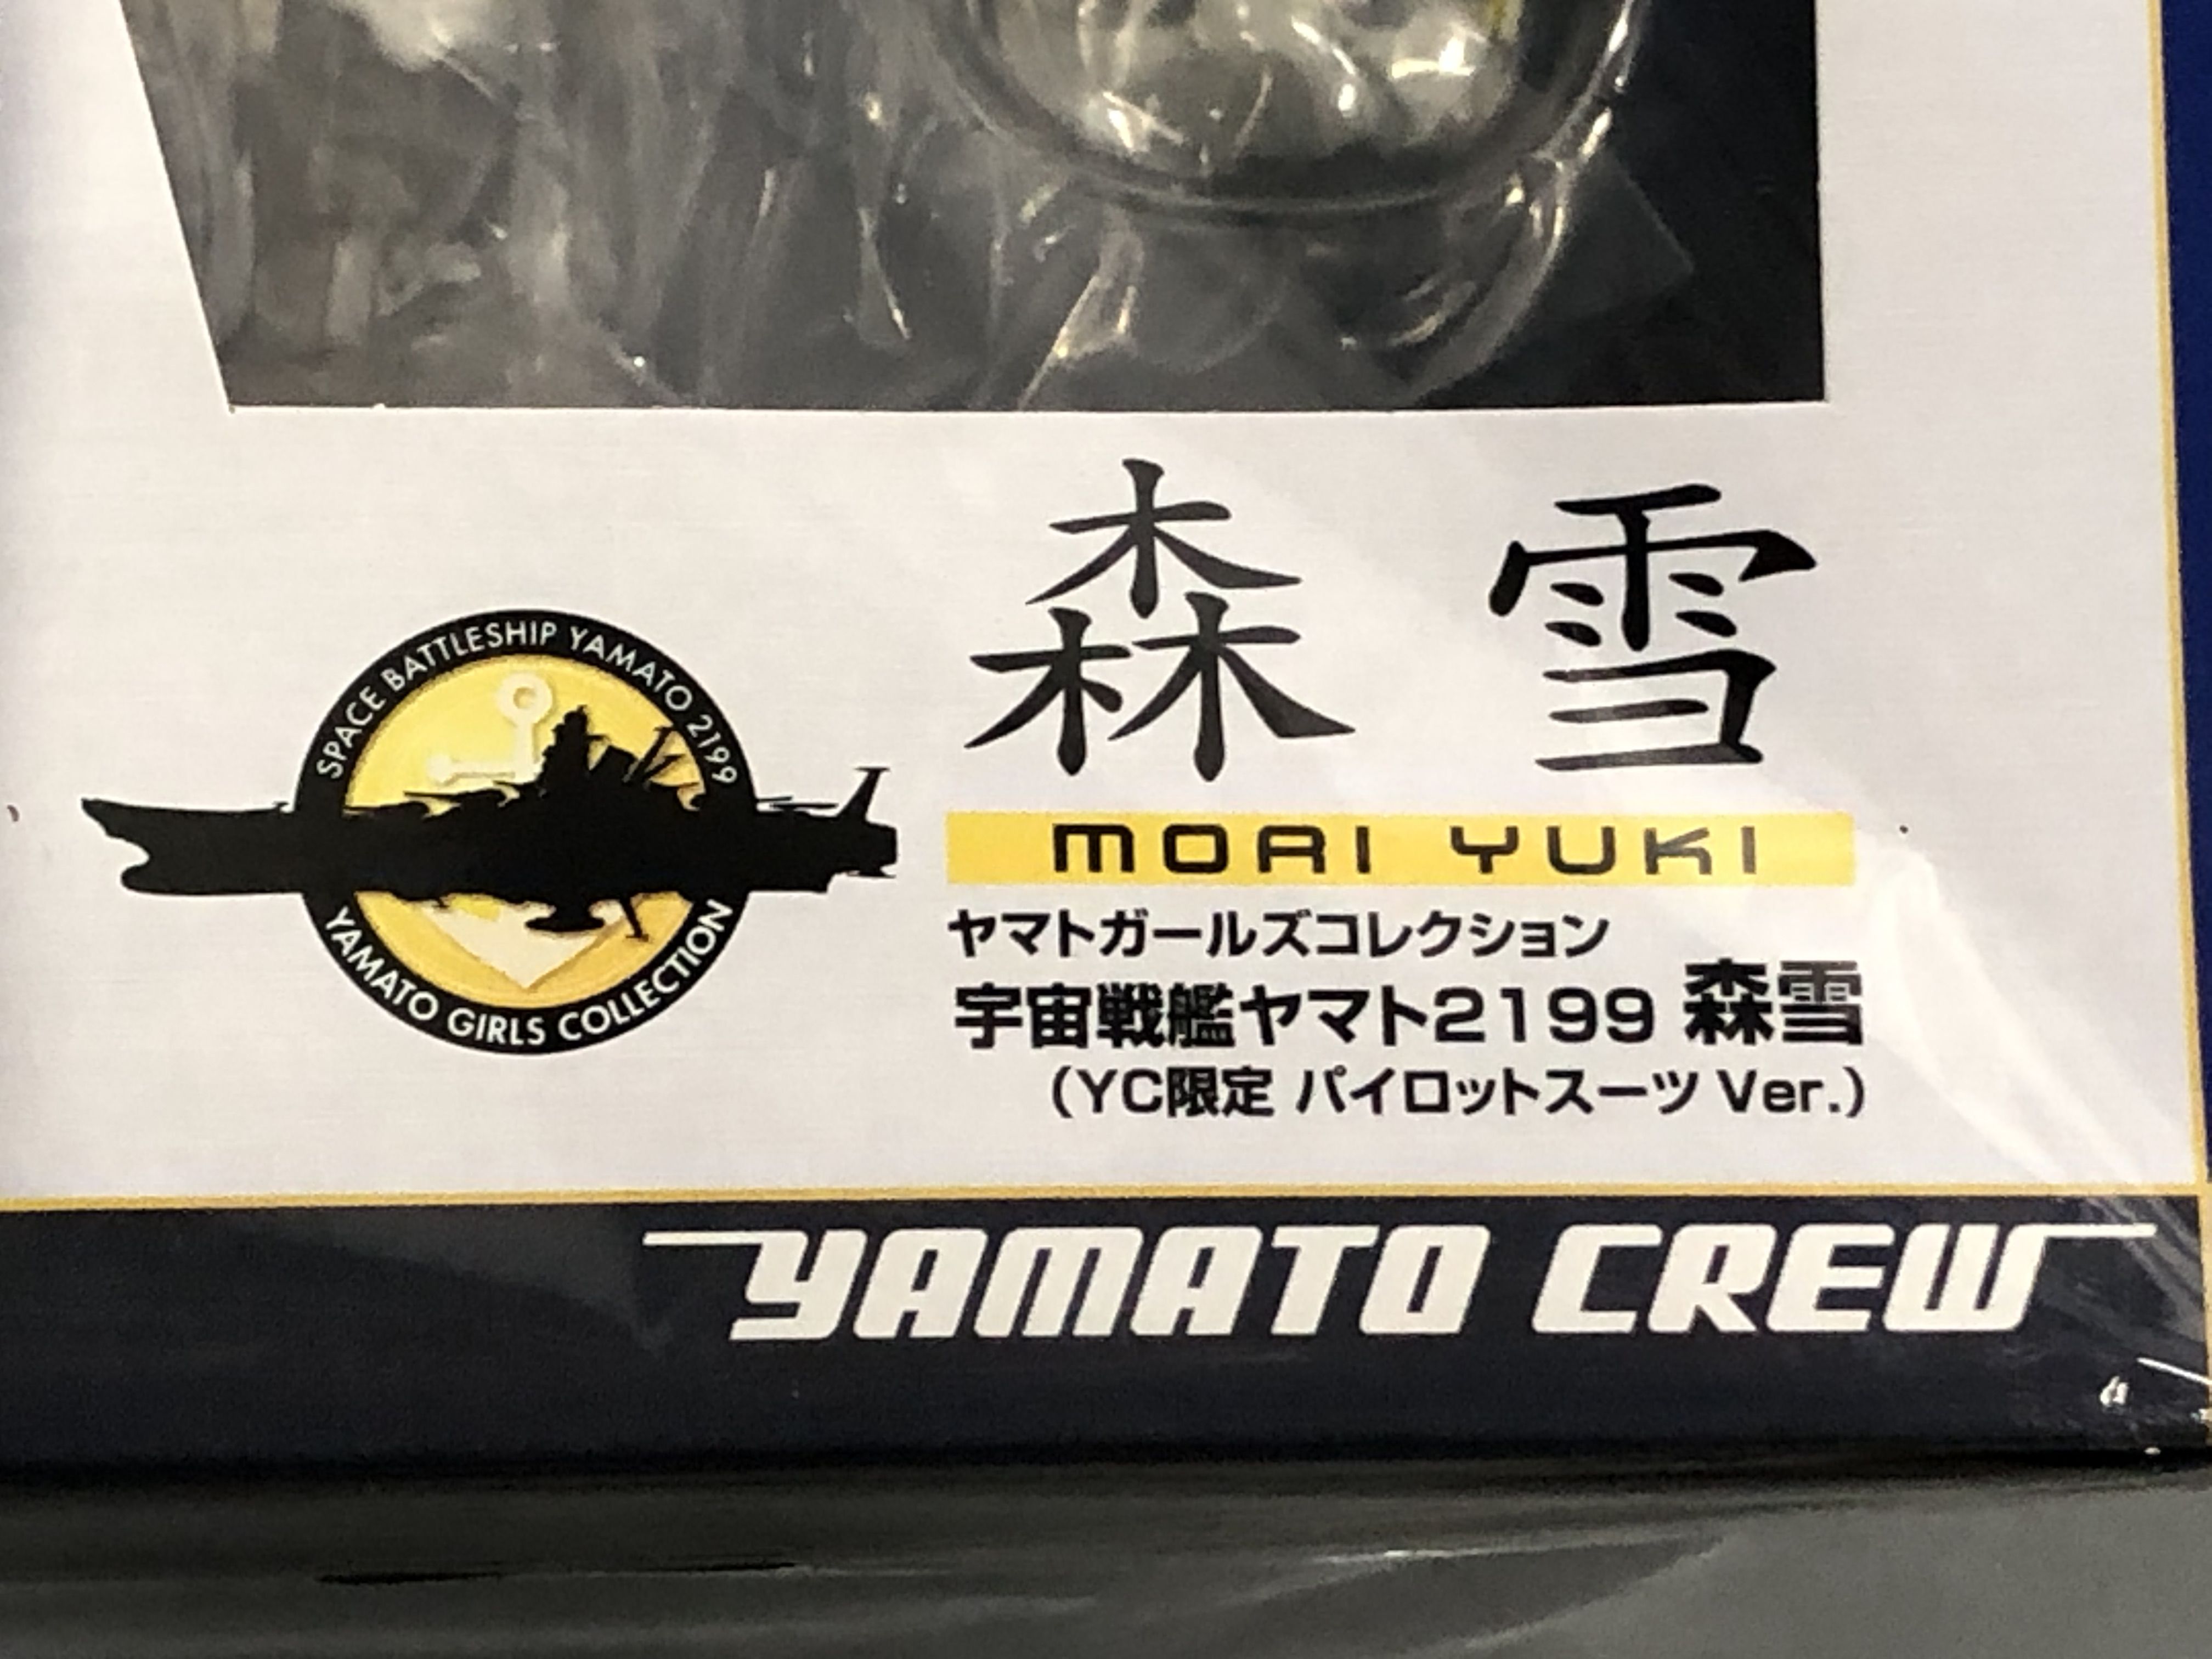 森 雪
MORI YUKI
SPACE BATTLESHIP YAMATO 2199
YAMATO GIRLS COLLECTION
ヤマトガールズコレクション
宇宙戦艦ヤマト2199 森雪
(YC限定 パイロットスーツ Ver.)
YAMATO CREW